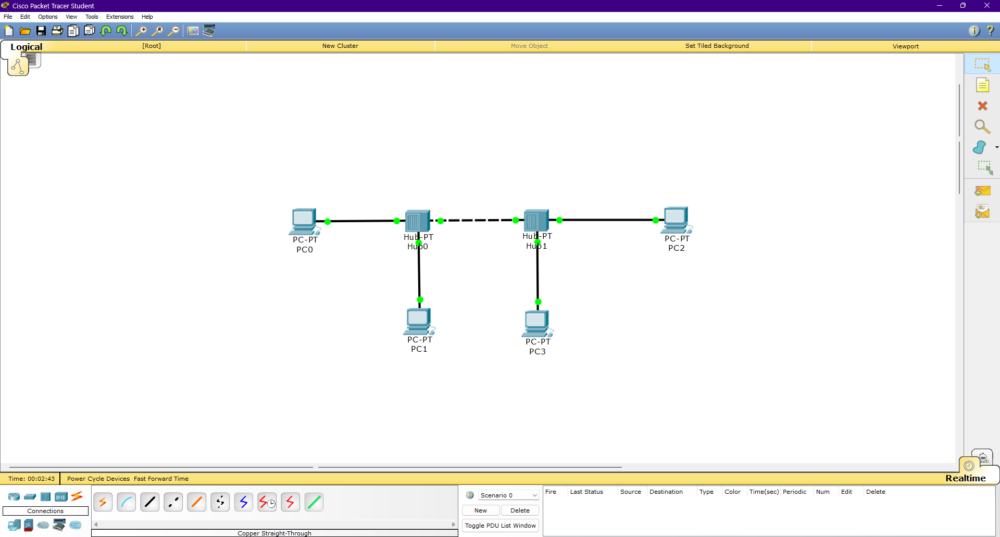 Cisco Packet Tracer Student
File Edit Options View Tools Extensions Help
Logical [Root] New Cluster Move Object Set Tiled Background Viewport
PC-PT
PC0
Hub-PT
Hub0
Hub-PT
Hub1
PC-PT
PC2
PC-PT
PC1
PC-PT
PC3
Realtime
Time: 00:02:43 Power Cycle Devices Fast Forward Time
Connections
Copper Straight-Through
Scenario 0
New Delete
Toggle PDU List Window
Fire Last Status Source Destination Type Color Time(sec) Periodic Num Edit Delete